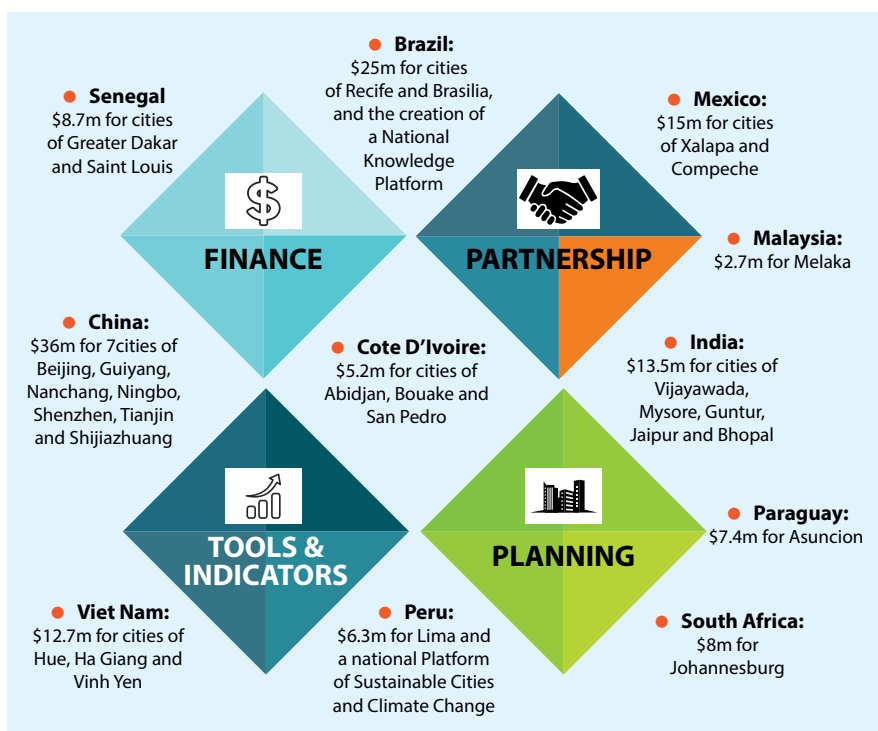 Senegal
$8.7m for cities
of Greater Dakar
and Saint Louis
Brazil:
$25m for cities
of Recife and Brasilia,
and the creation of
a National
Knowledge
Platform
Mexico:
$15m for cities
of Xalapa and
Compeche
FINANCE
PARTNERSHIP
Malaysia:
$2.7m for Melaka
China:
$36m for 7cities of
Beijing, Guiyang,
Nanchang, Ningbo,
Shenzhen, Tianjin
and Shijiazhuang
Cote D’Ivoire:
$5.2m for cities of
Abidjan, Bouake and
San Pedro
India:
$13.5m for cities of
Vijayawada,
Mysore, Guntur,
Jaipur and Bhopal
TOOLS &
INDICATORS
PLANNING
Paraguay:
$7.4m for Asuncion
Viet Nam:
$12.7m for cities of
Hue, Ha Giang and
Vinh Yen
Peru:
$6.3m for Lima and
a national Platform
of Sustainable Cities
and Climate Change
South Africa:
$8m for
Johannesburg